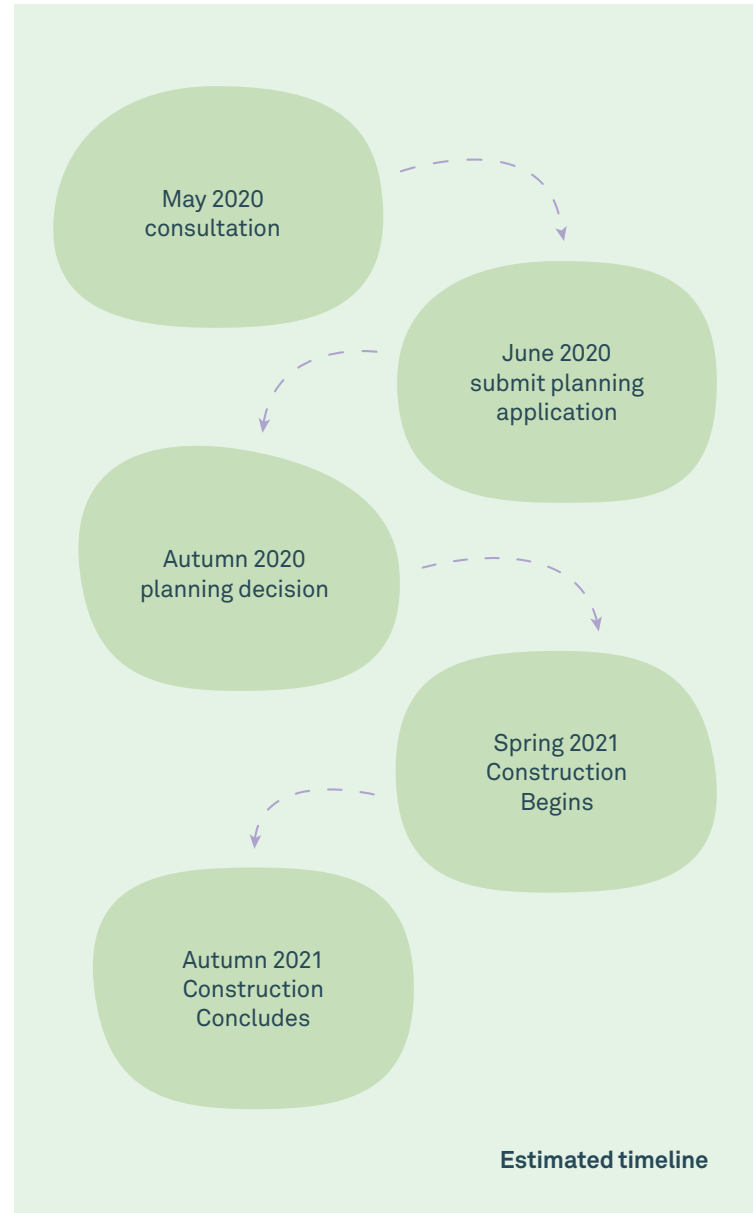 May 2020
consultation
June 2020
submit planning
application
Autumn 2020
planning decision
Spring 2021
Construction
Begins
Autumn 2021
Construction
Concludes
Estimated timeline